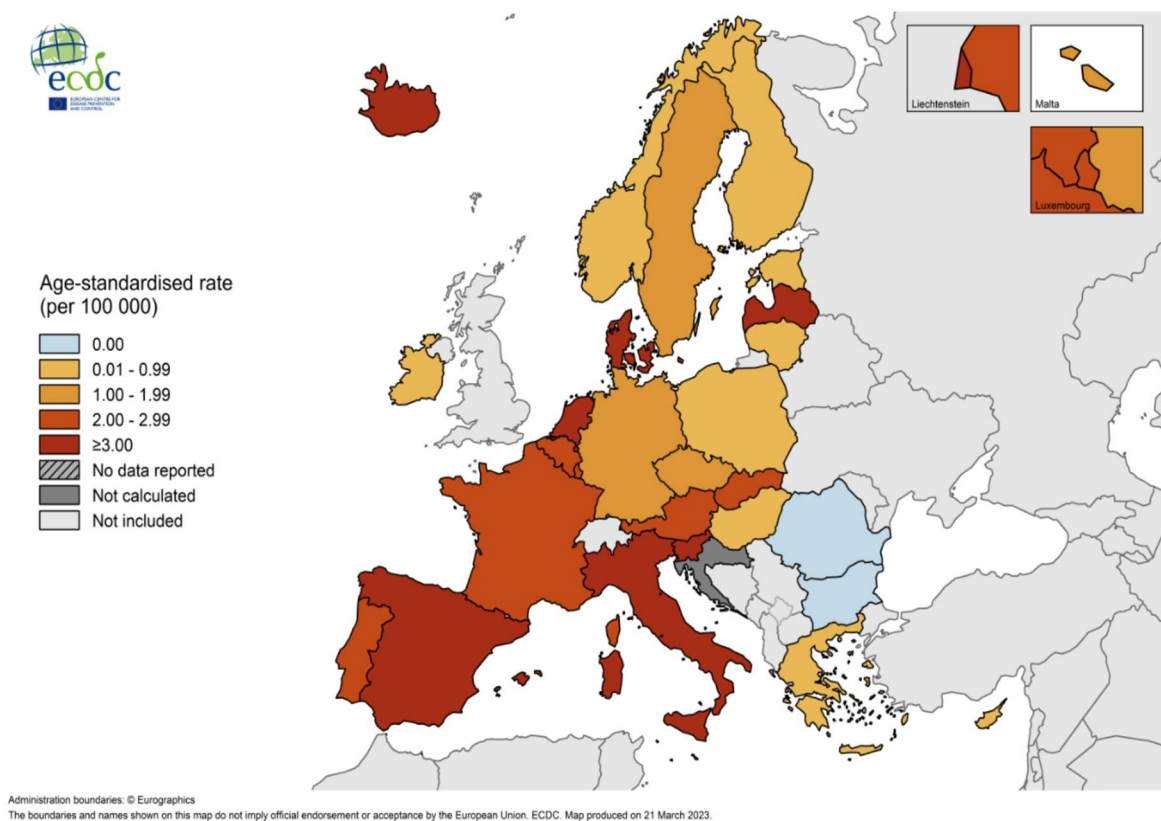 ecdc
EUROPEAN CENTRE FOR
DISEASE PREVENTION
AND CONTROL
Liechtenstein
Malta
Luxembourg
Age-standardised rate
(per 100 000)
0.00
0.01 - 0.99
1.00 - 1.99
2.00 - 2.99
≥3.00
No data reported
Not calculated
Not included
Administration boundaries: © Eurographics
The boundaries and names shown on this map do not imply official endorsement or acceptance by the European Union. ECDC. Map produced on 21 March 2023.